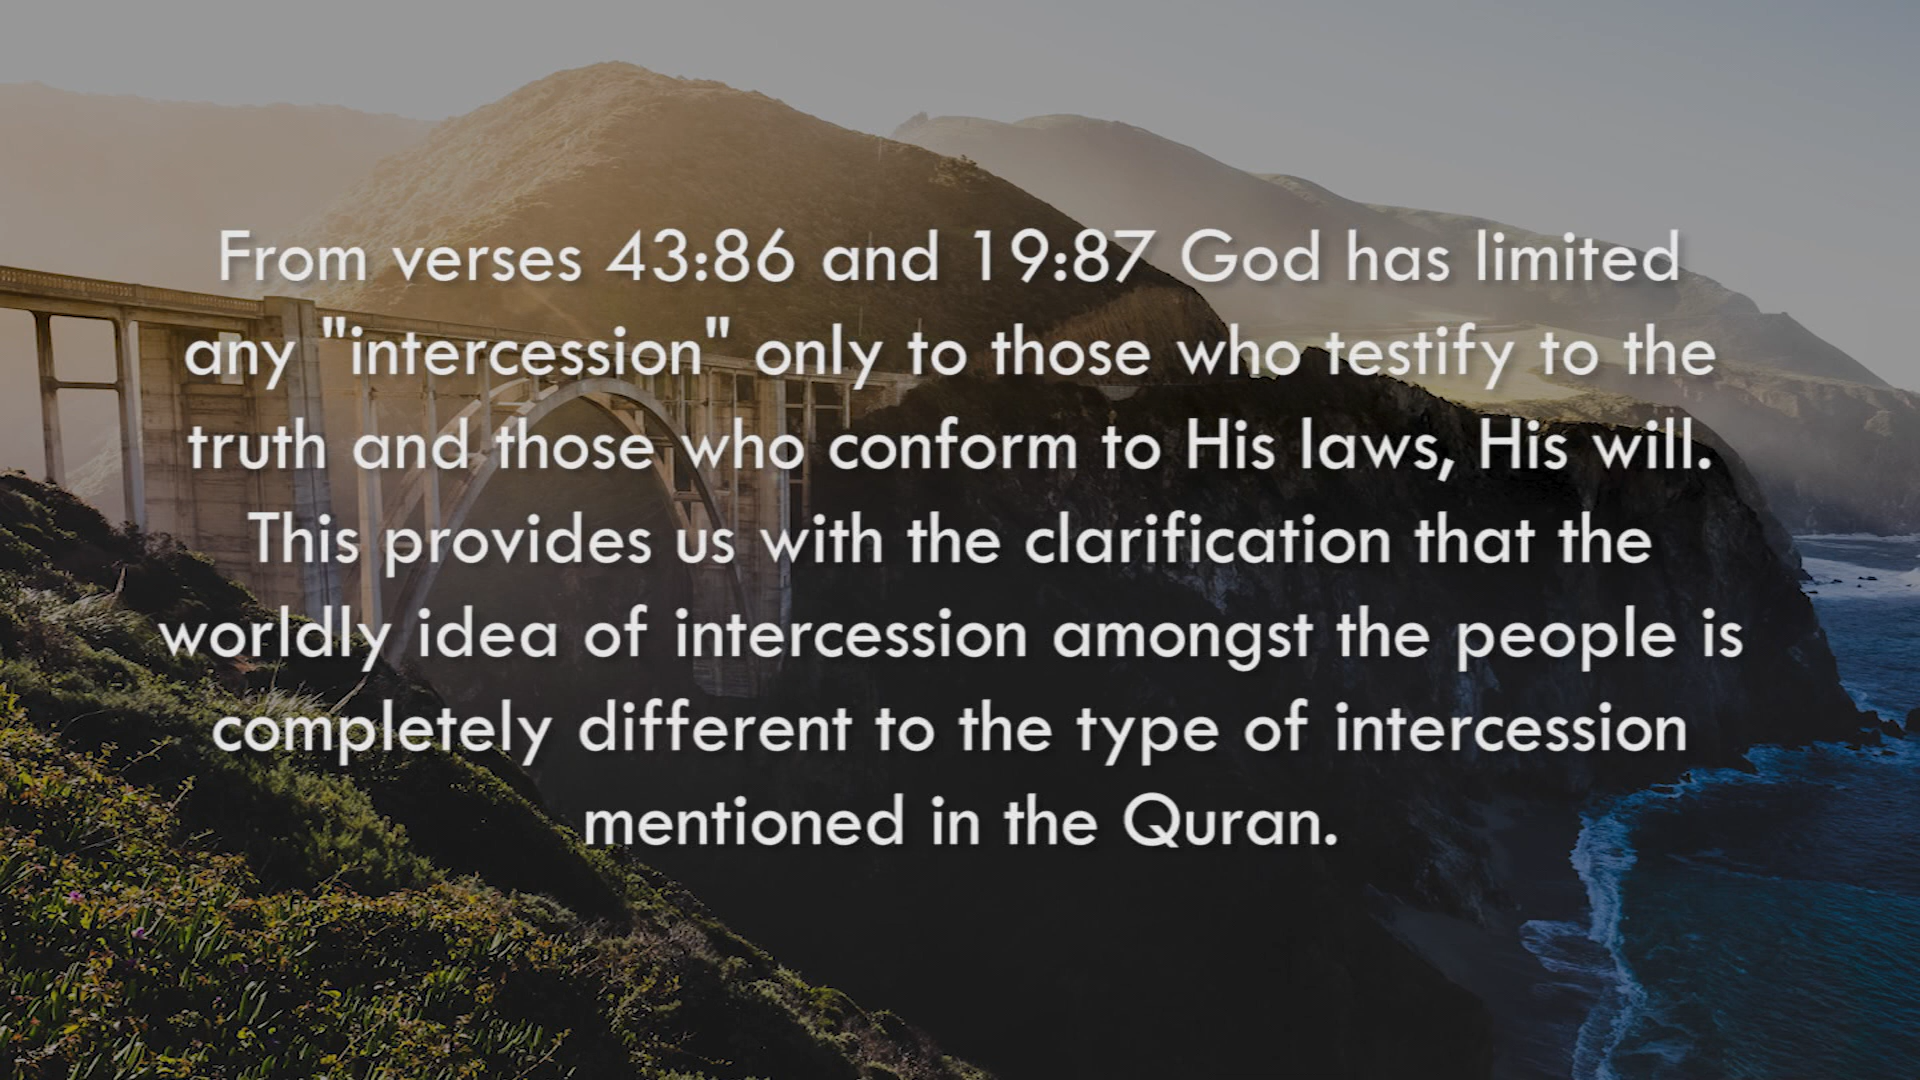 From verses 43:86 and 19:87 God has limited
any "intercession" only to those who testify to the
truth and those who conform to His laws, His will.
This provides us with the clarification that the
worldly idea of intercession amongst the people is
completely different to the type of intercession
mentioned in the Quran.